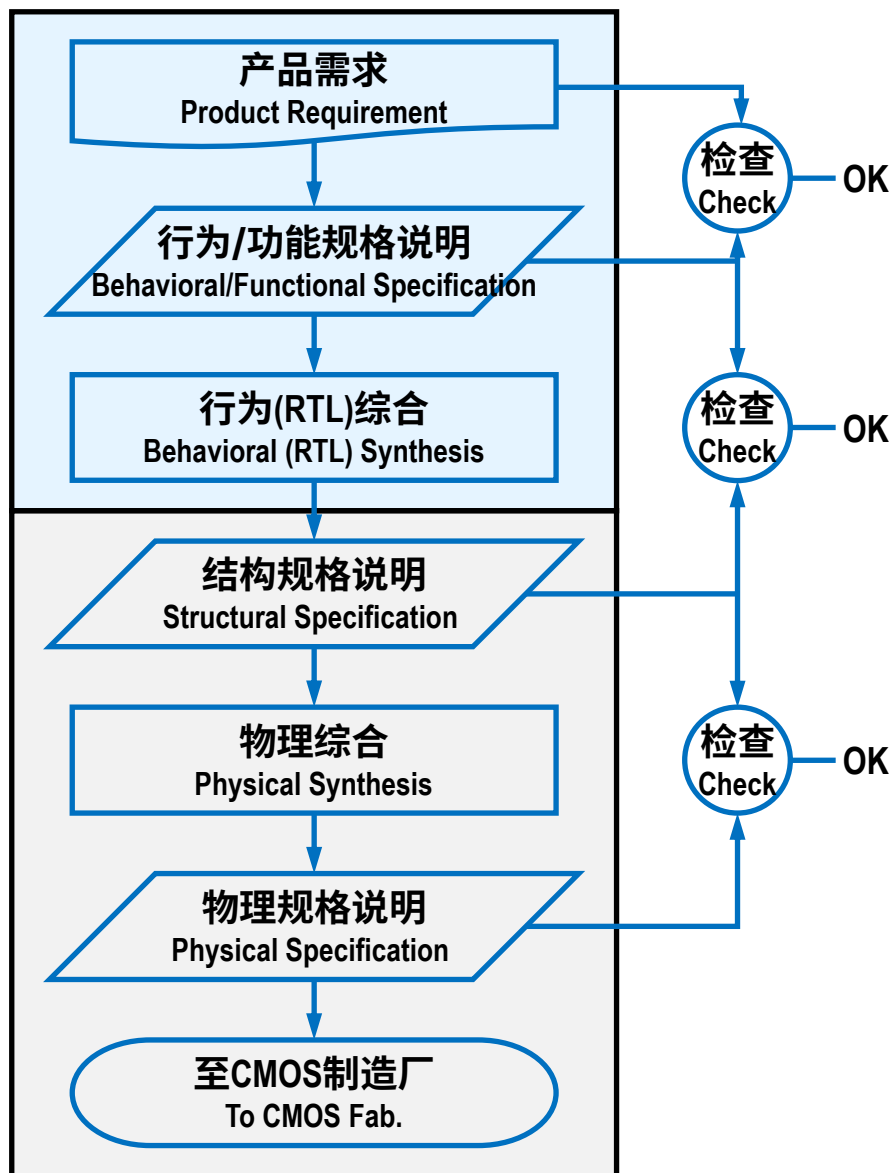 产品需求
Product Requirement
检查
Check
OK
行为/功能规格说明
Behavioral/Functional Specification
行为(RTL)综合
Behavioral (RTL) Synthesis
检查
Check
OK
结构规格说明
Structural Specification
物理综合
Physical Synthesis
检查
Check
OK
物理规格说明
Physical Specification
至CMOS制造厂
To CMOS Fab.